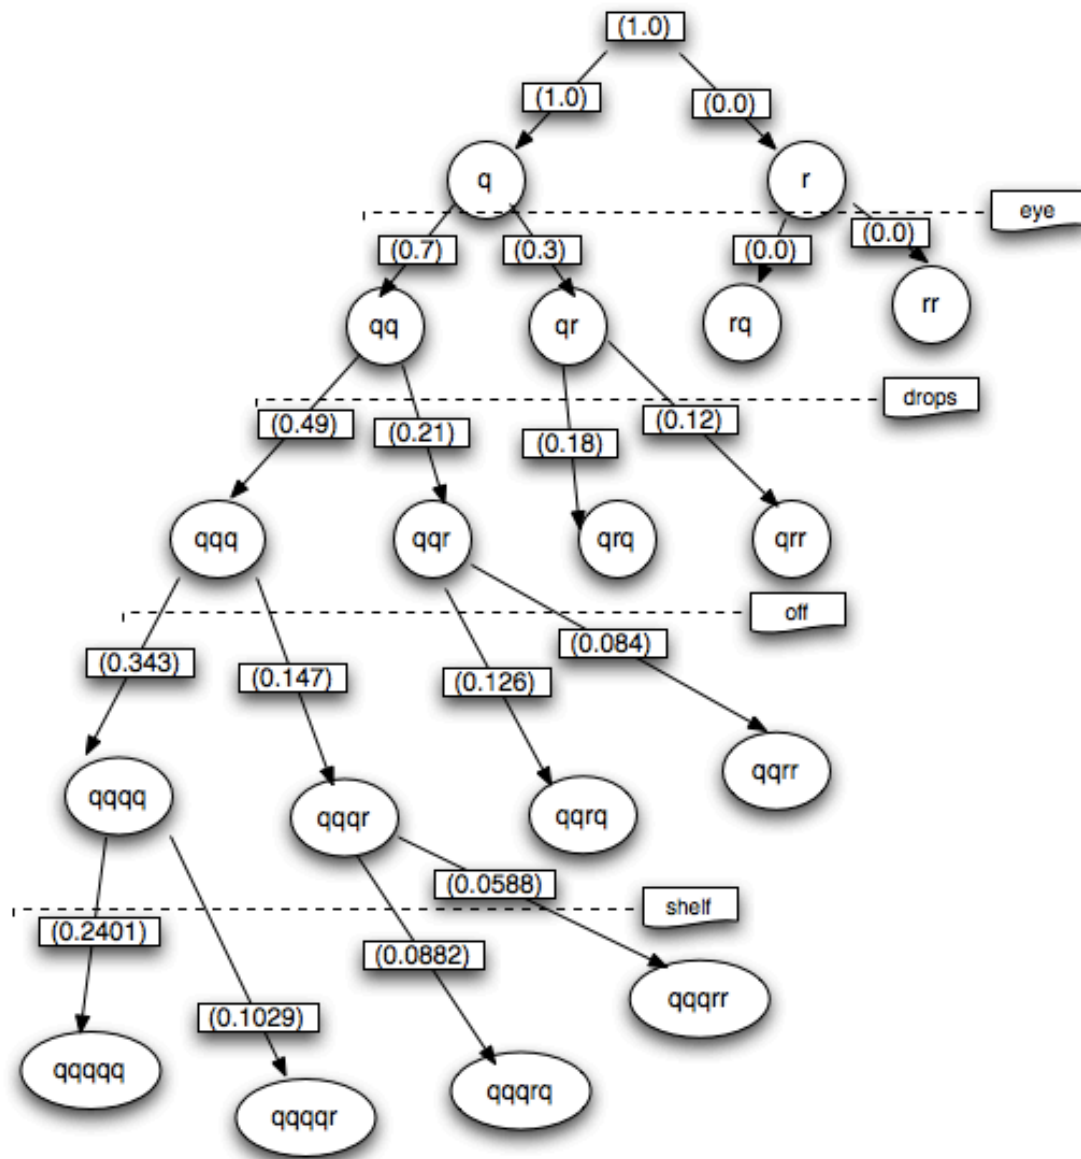 (1.0)
(1.0)
(0.0)
q
r
eye
(0.7)
(0.3)
(0.0)
(0.0)
qq
qr
rq
rr
drops
(0.49)
(0.21)
(0.18)
(0.12)
qqq
qqr
qrq
qrr
off
(0.343)
(0.147)
(0.126)
(0.084)
qqqq
qqqr
qqrq
qqrr
shelf
(0.2401)
(0.1029)
(0.0882)
(0.0588)
qqqqq
qqqqr
qqqrq
qqqrr